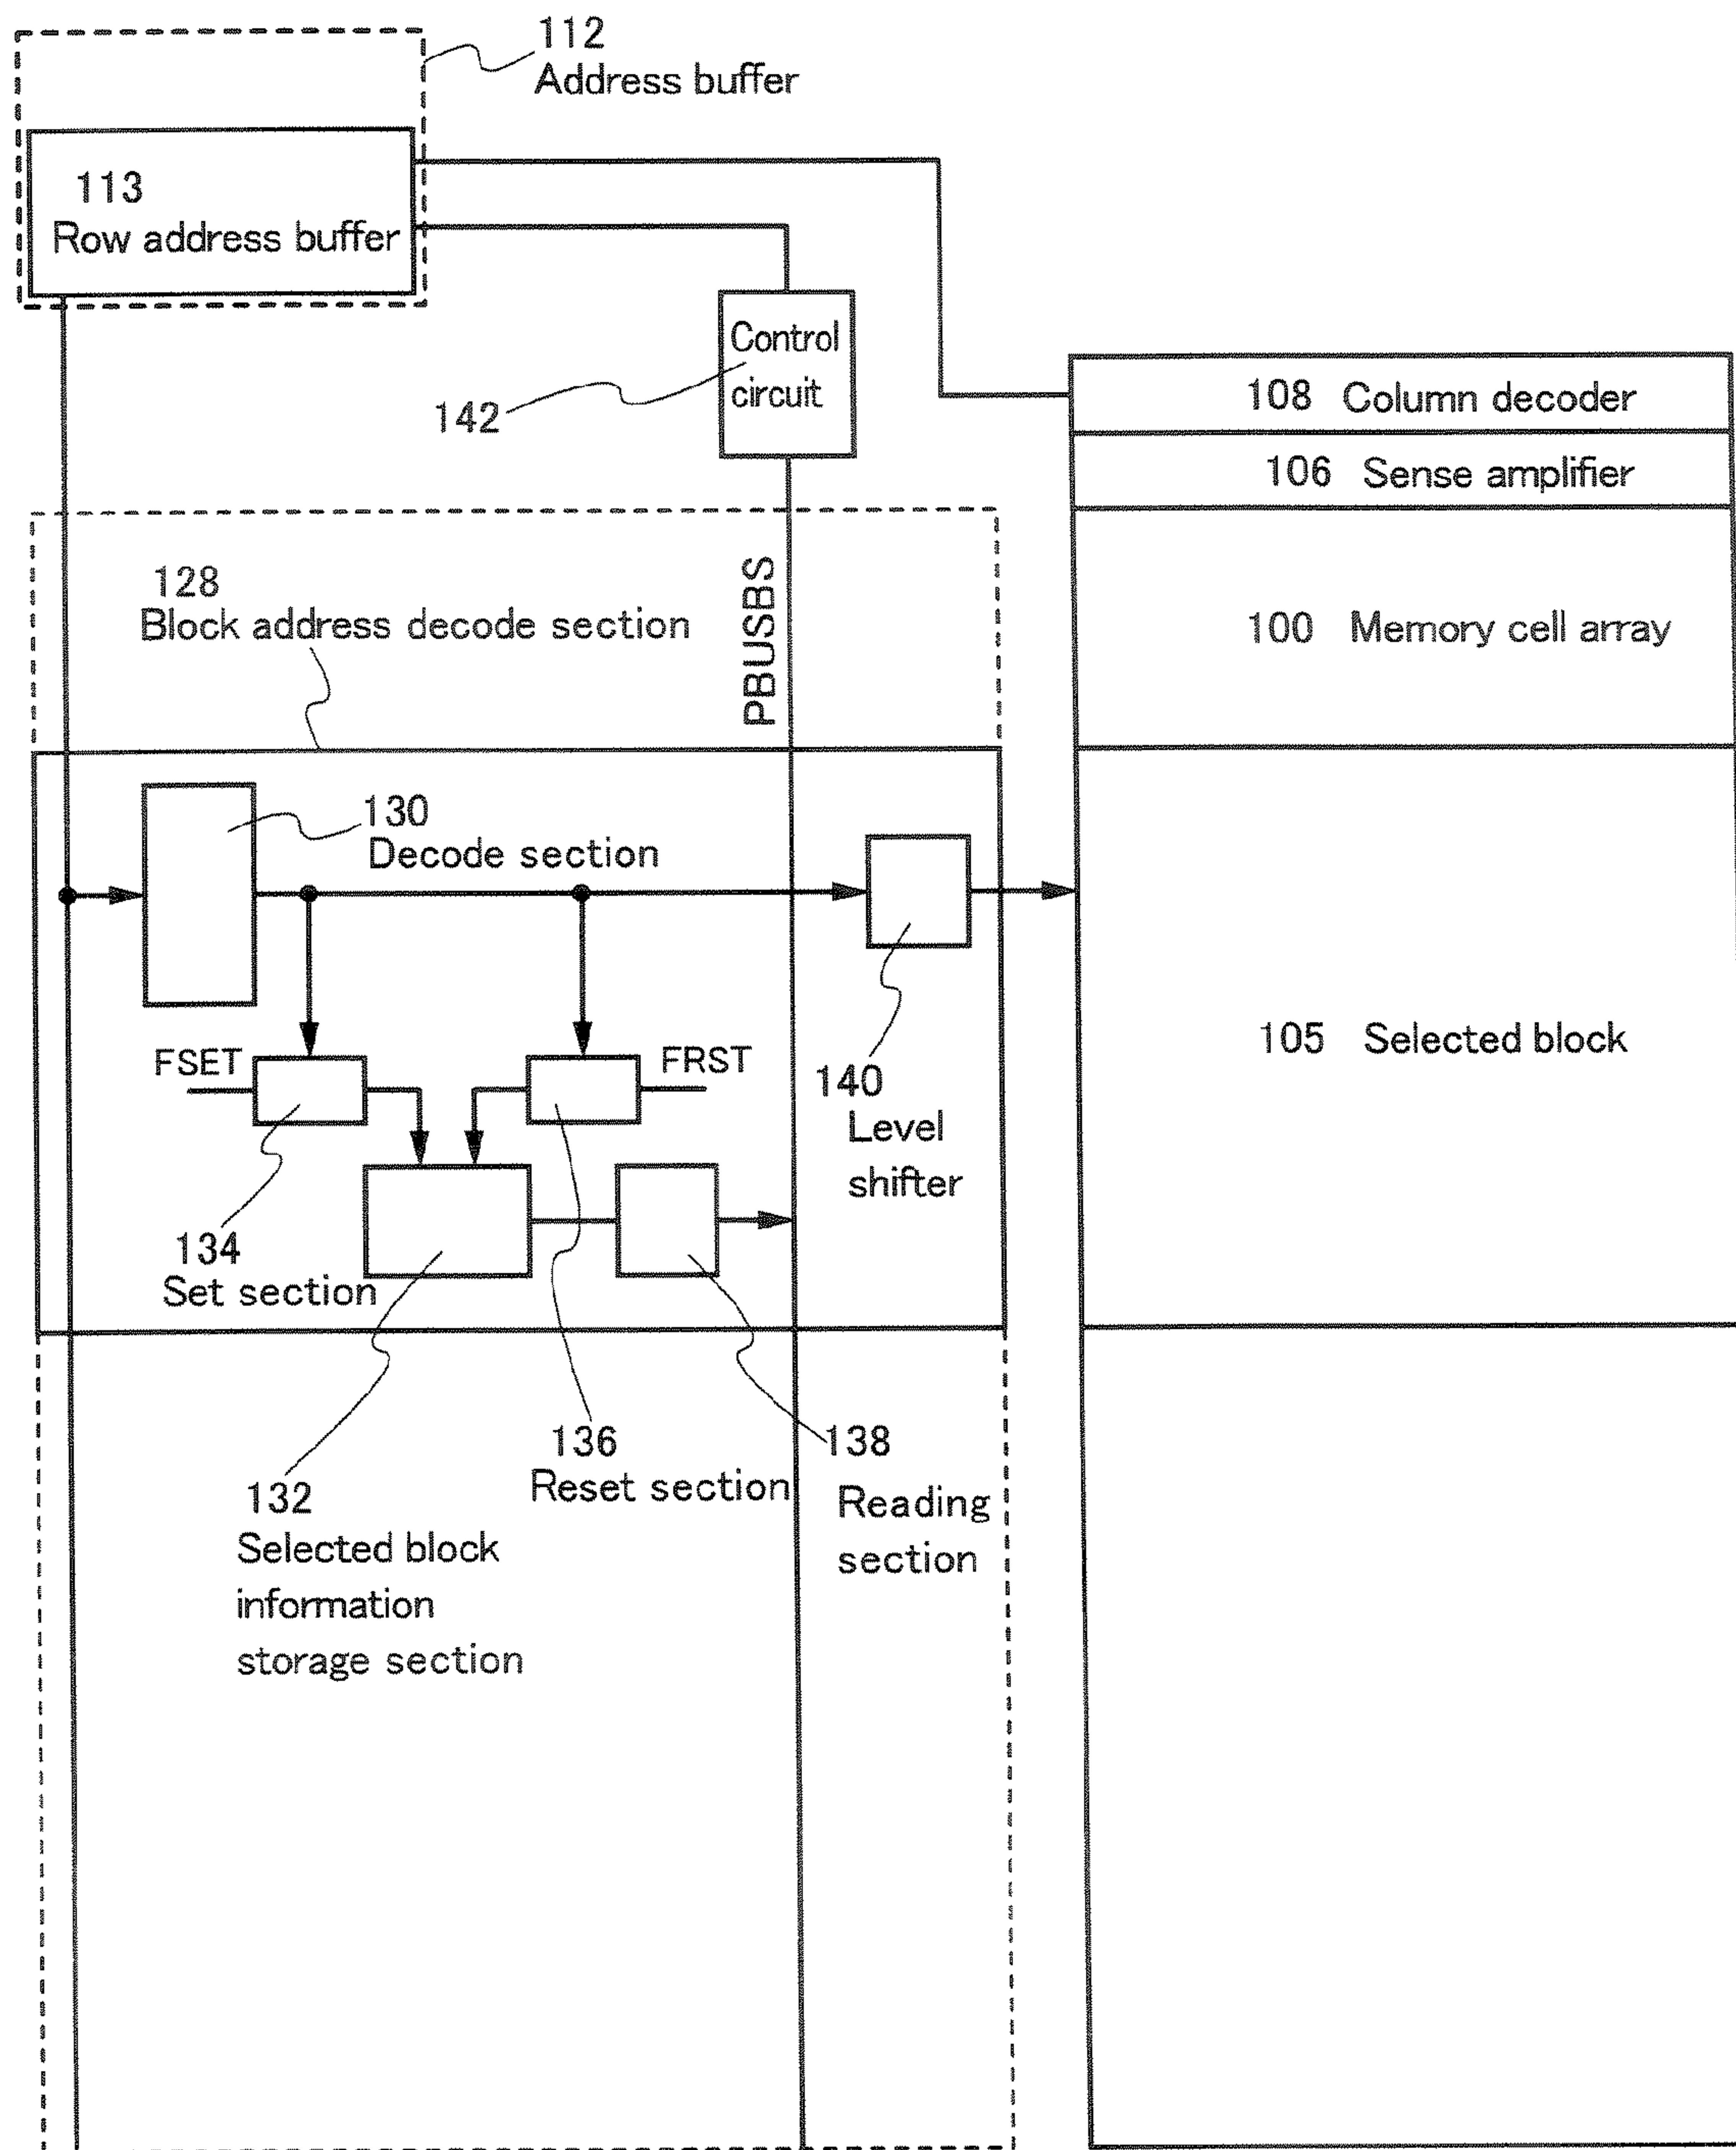 112
Address buffer
113
Row address buffer
Control
circuit
142
108 Column decoder
106 Sense amplifier
100 Memory cell array
128
Block address decode section
PBUSBS
130
Decode section
FSET
FRST
140
Level
shifter
105 Selected block
134
Set section
136
Reset section
138
Reading
section
132
Selected block
information
storage section